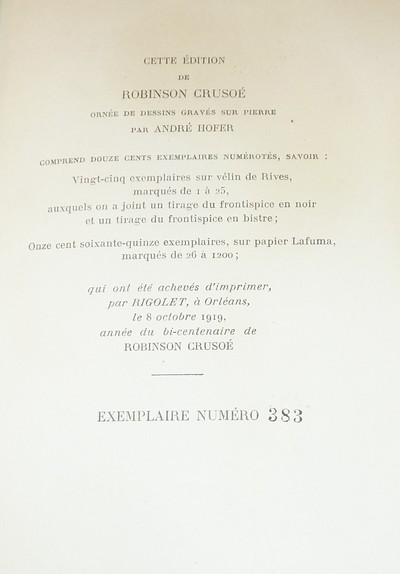 CETTE ÉDITION
DE
ROBINSON CRUSOÉ
ORNÉE DE DESSINS GRAVÉS SUR PIERRE
PAR ANDRÉ HOFER
COMPREND DOUZE CENTS EXEMPLAIRES NUMÉROTÉS, SAVOIR :
Vingt-cinq exemplaires sur vélin de Rives,
marqués de 1 à 25,
auxquels on a joint un tirage du frontispice en noir
et un tirage du frontispice en bistre ;
Onze cent soixante-quinze exemplaires, sur papier Lafuma,
marqués de 26 à 1200 ;
qui ont été achevés d'imprimer,
par RIGOLET, à Orléans,
le 8 octobre 1919,
année du bi-centenaire de
ROBINSON CRUSOÉ
EXEMPLAIRE NUMÉRO 383